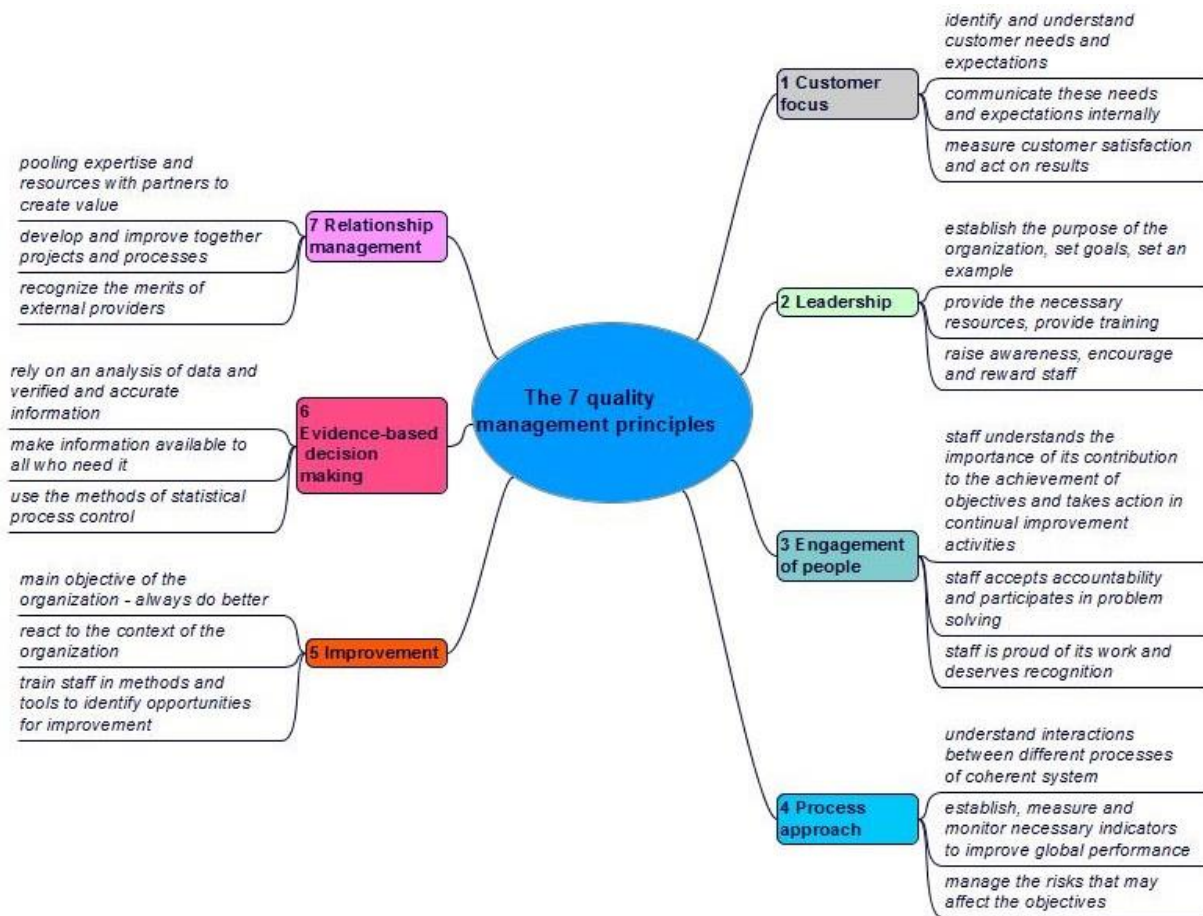 The 7 quality
management principles
1 Customer
focus
identify and understand
customer needs and
expectations
communicate these needs
and expectations internally
measure customer satisfaction
and act on results
2 Leadership
establish the purpose of the
organization, set goals, set an
example
provide the necessary
resources, provide training
raise awareness, encourage
and reward staff
3 Engagement
of people
staff understands the
importance of its contribution
to the achievement of
objectives and takes action in
continual improvement
activities
staff accepts accountability
and participates in problem
solving
staff is proud of its work and
deserves recognition
4 Process
approach
understand interactions
between different processes
of coherent system
establish, measure and
monitor necessary indicators
to improve global performance
manage the risks that may
affect the objectives
5 Improvement
main objective of the
organization - always do better
react to the context of the
organization
train staff in methods and
tools to identify opportunities
for improvement
6
Evidence-based
decision
making
rely on an analysis of data and
verified and accurate
information
make information available to
all who need it
use the methods of statistical
process control
7 Relationship
management
pooling expertise and
resources with partners to
create value
develop and improve together
projects and processes
recognize the merits of
external providers